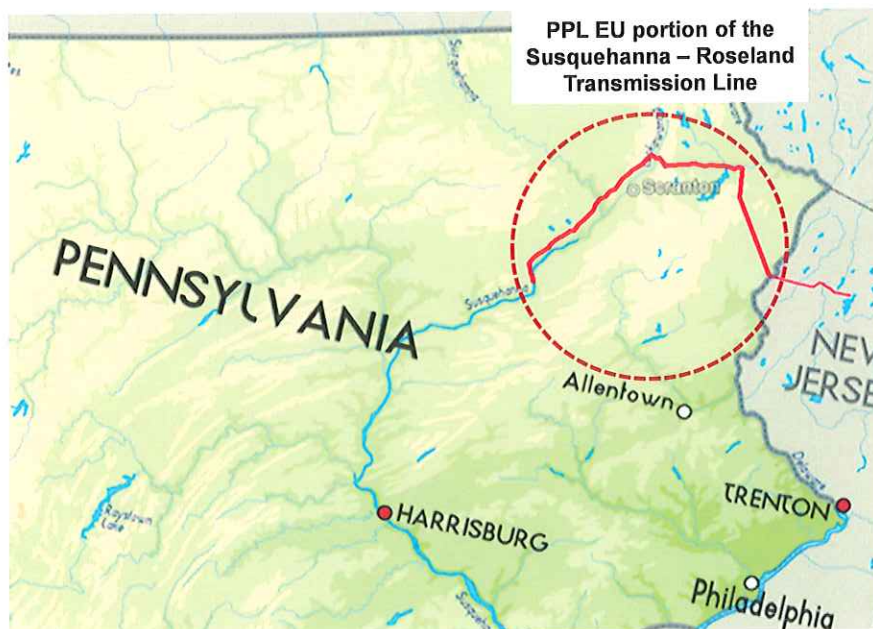 PPL EU portion of the
Susquehanna – Roseland
Transmission Line
Scranton
PENNSYLVANIA
Susquehanna
NEW
JERSE
Allentown
Delaware
TRENTON
Raystown
Lake
HARRISBURG
Philadelphia